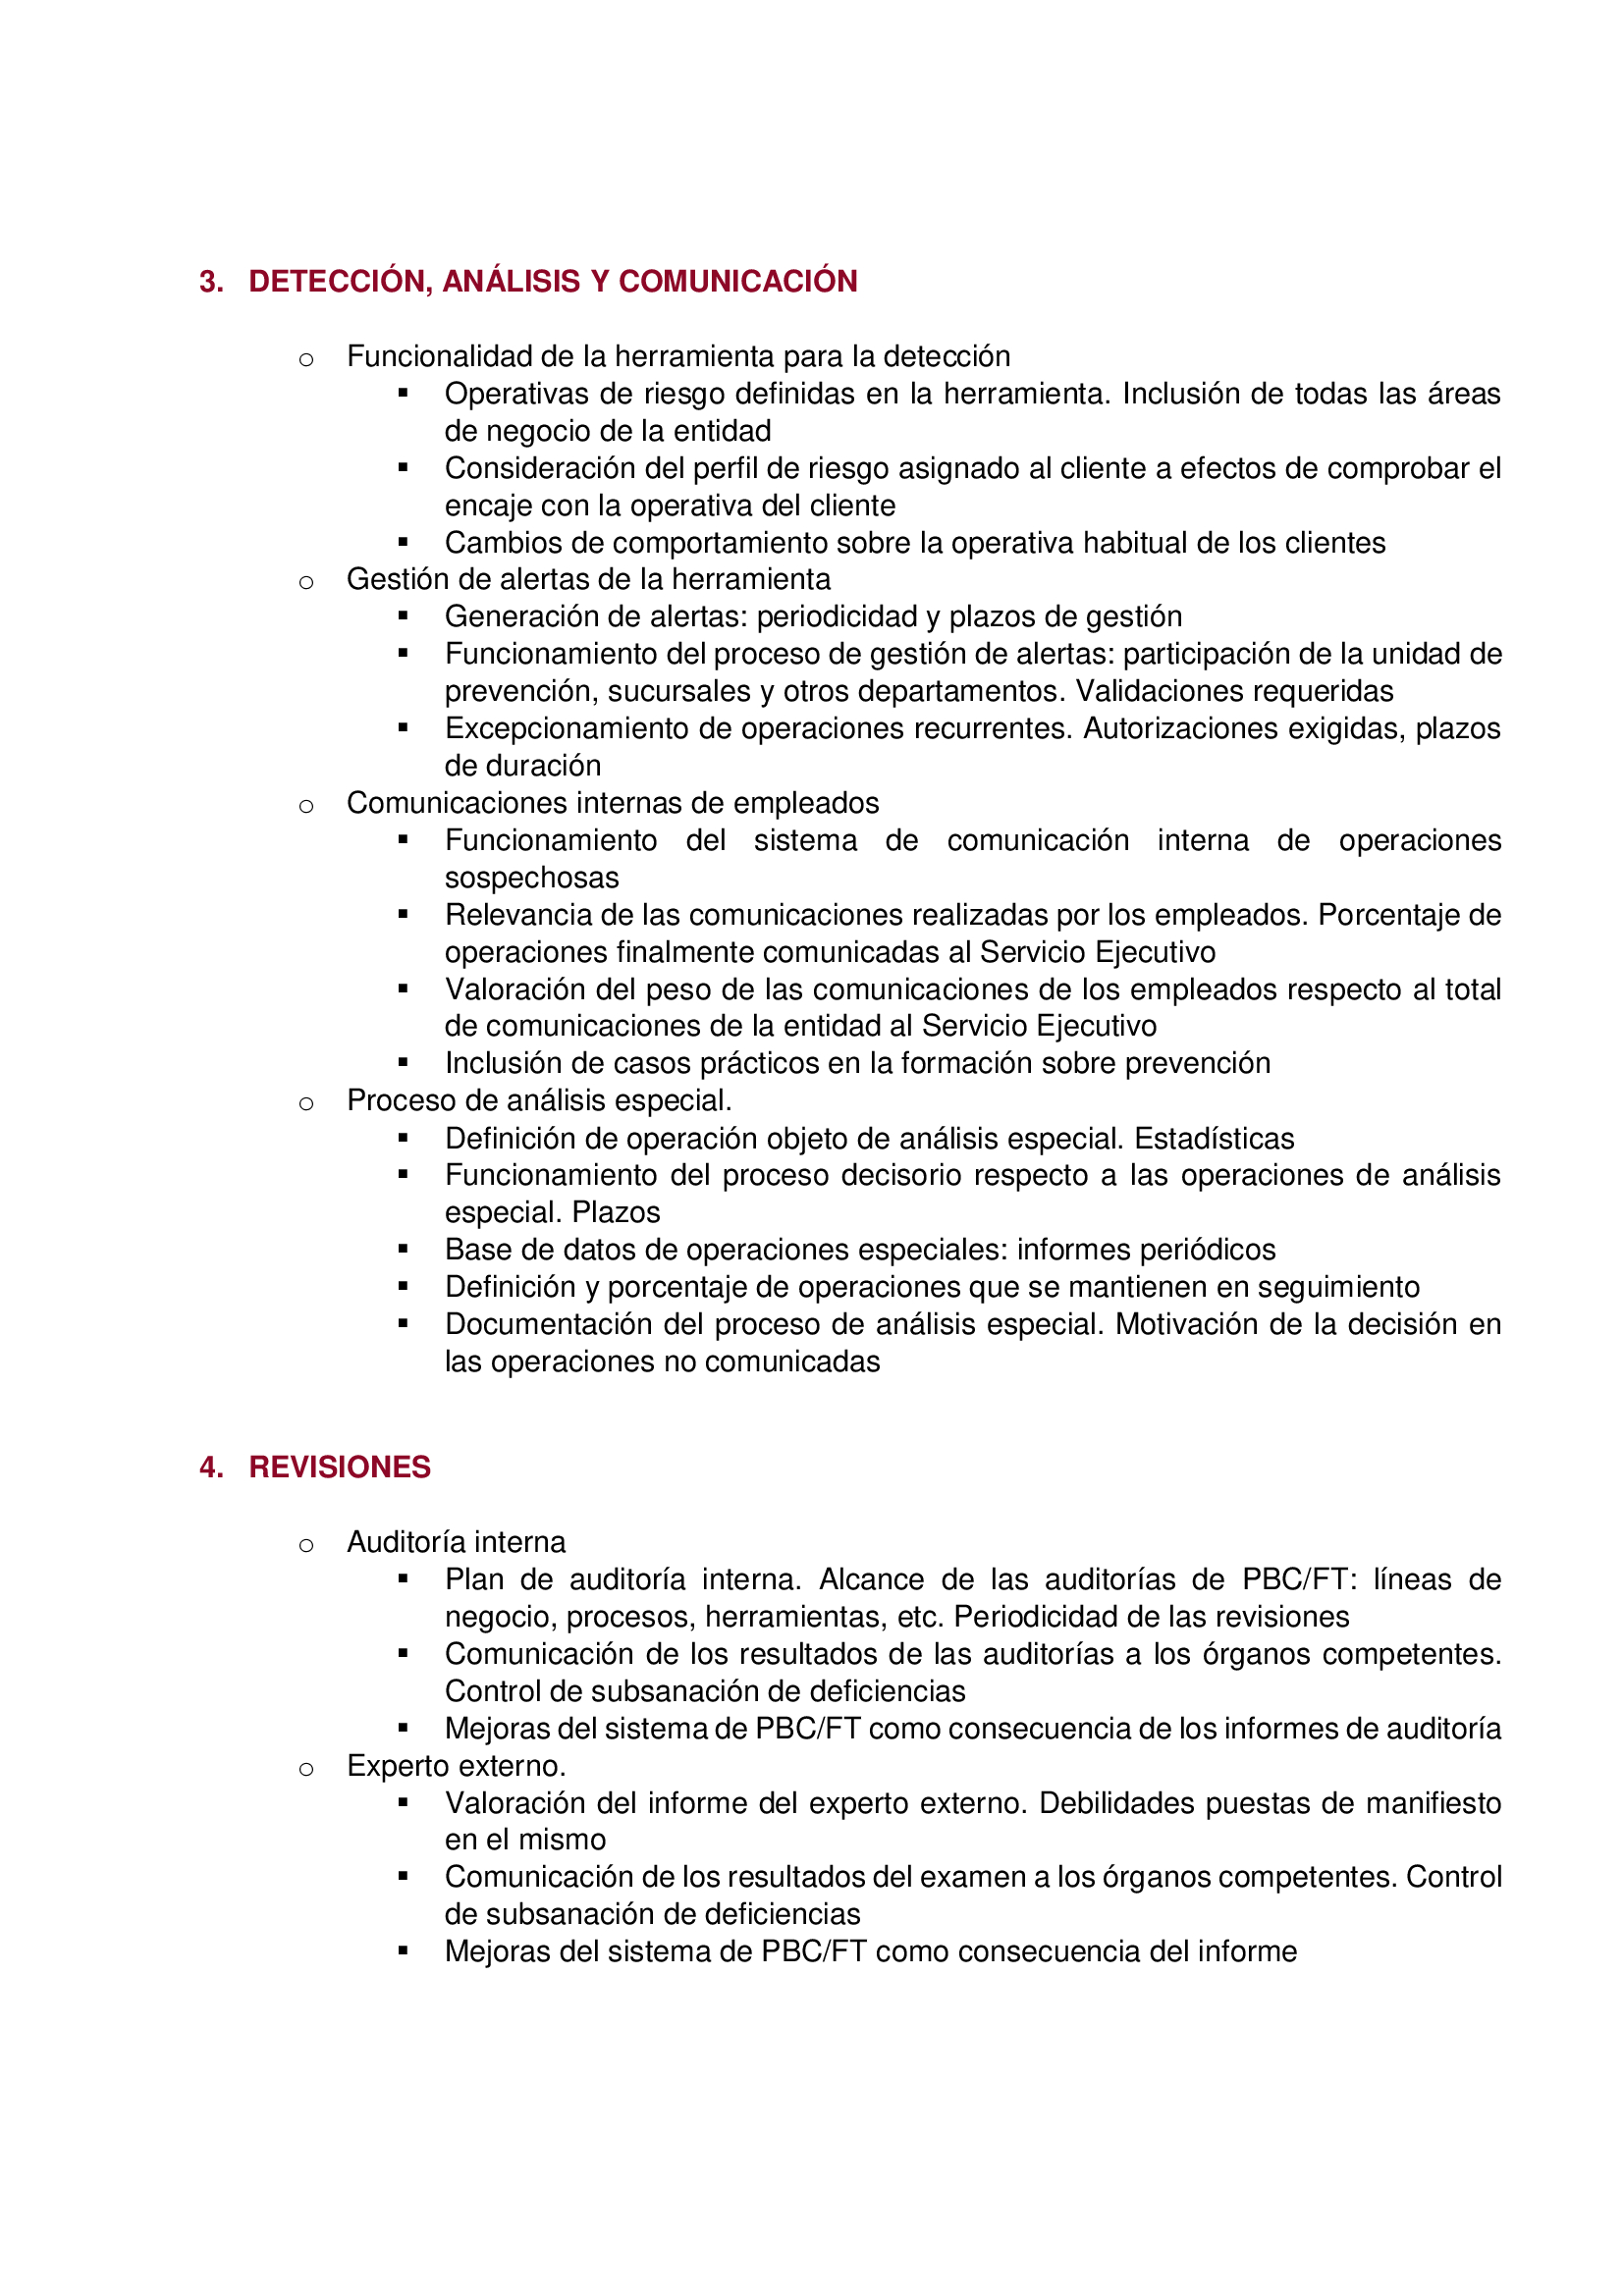 3. DETECCIÓN, ANÁLISIS Y COMUNICACIÓN
o Funcionalidad de la herramienta para la detección
▪ Operativas de riesgo definidas en la herramienta. Inclusión de todas las áreas
de negocio de la entidad
▪ Consideración del perfil de riesgo asignado al cliente a efectos de comprobar el
encaje con la operativa del cliente
▪ Cambios de comportamiento sobre la operativa habitual de los clientes
o Gestión de alertas de la herramienta
▪ Generación de alertas: periodicidad y plazos de gestión
▪ Funcionamiento del proceso de gestión de alertas: participación de la unidad de
prevención, sucursales y otros departamentos. Validaciones requeridas
▪ Excepcionamiento de operaciones recurrentes. Autorizaciones exigidas, plazos
de duración
o Comunicaciones internas de empleados
▪ Funcionamiento del sistema de comunicación interna de operaciones
sospechosas
▪ Relevancia de las comunicaciones realizadas por los empleados. Porcentaje de
operaciones finalmente comunicadas al Servicio Ejecutivo
▪ Valoración del peso de las comunicaciones de los empleados respecto al total
de comunicaciones de la entidad al Servicio Ejecutivo
▪ Inclusión de casos prácticos en la formación sobre prevención
o Proceso de análisis especial.
▪ Definición de operación objeto de análisis especial. Estadísticas
▪ Funcionamiento del proceso decisorio respecto a las operaciones de análisis
especial. Plazos
▪ Base de datos de operaciones especiales: informes periódicos
▪ Definición y porcentaje de operaciones que se mantienen en seguimiento
▪ Documentación del proceso de análisis especial. Motivación de la decisión en
las operaciones no comunicadas
4. REVISIONES
o Auditoría interna
▪ Plan de auditoría interna. Alcance de las auditorías de PBC/FT: líneas de
negocio, procesos, herramientas, etc. Periodicidad de las revisiones
▪ Comunicación de los resultados de las auditorías a los órganos competentes.
Control de subsanación de deficiencias
▪ Mejoras del sistema de PBC/FT como consecuencia de los informes de auditoría
o Experto externo.
▪ Valoración del informe del experto externo. Debilidades puestas de manifiesto
en el mismo
▪ Comunicación de los resultados del examen a los órganos competentes. Control
de subsanación de deficiencias
▪ Mejoras del sistema de PBC/FT como consecuencia del informe